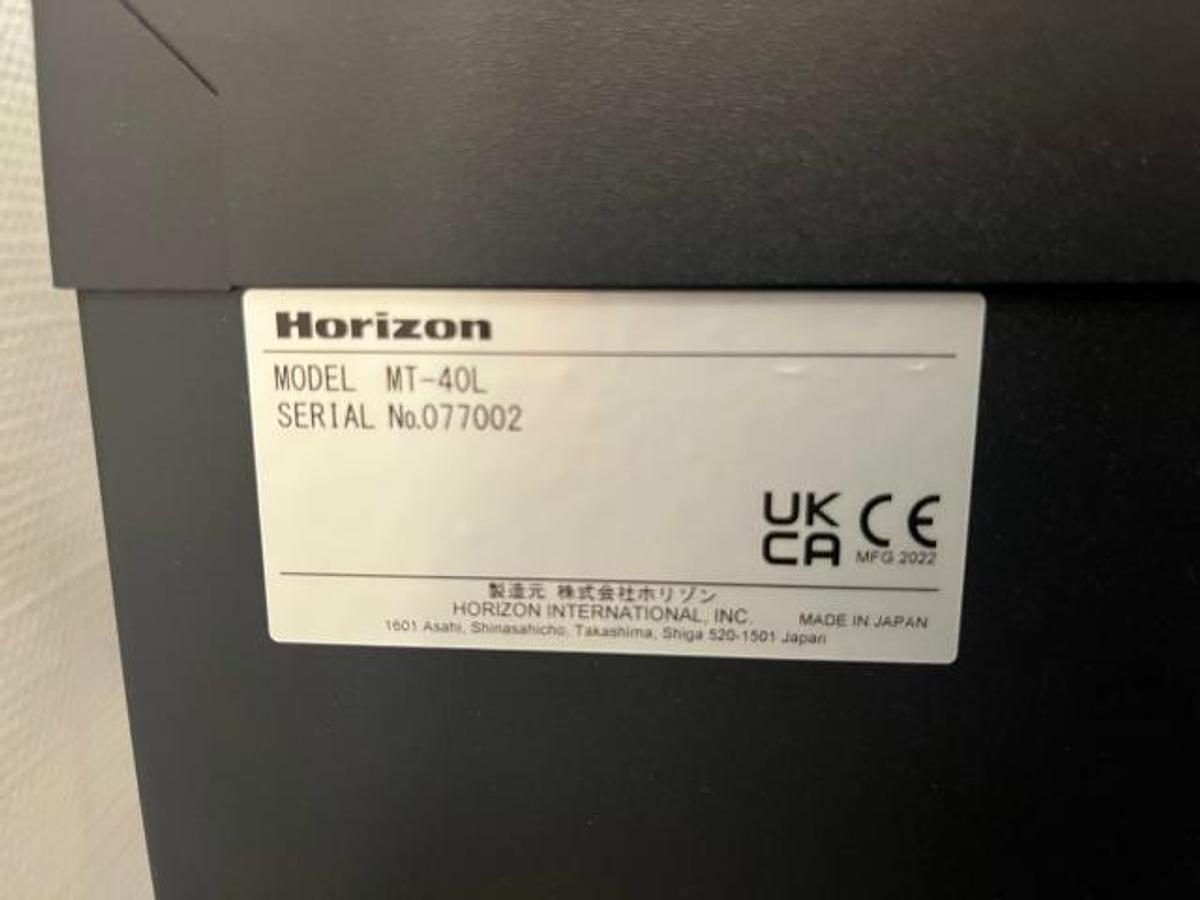 Horizon
MODEL MT-40L
SERIAL No.077002
UK
CA
CE
MFG 2022
製造元 株式会社ホリゾン
HORIZON INTERNATIONAL, INC.
MADE IN JAPAN
1601 Asahi, Shinasahicho, Takashima, Shiga 520-1501 Japan